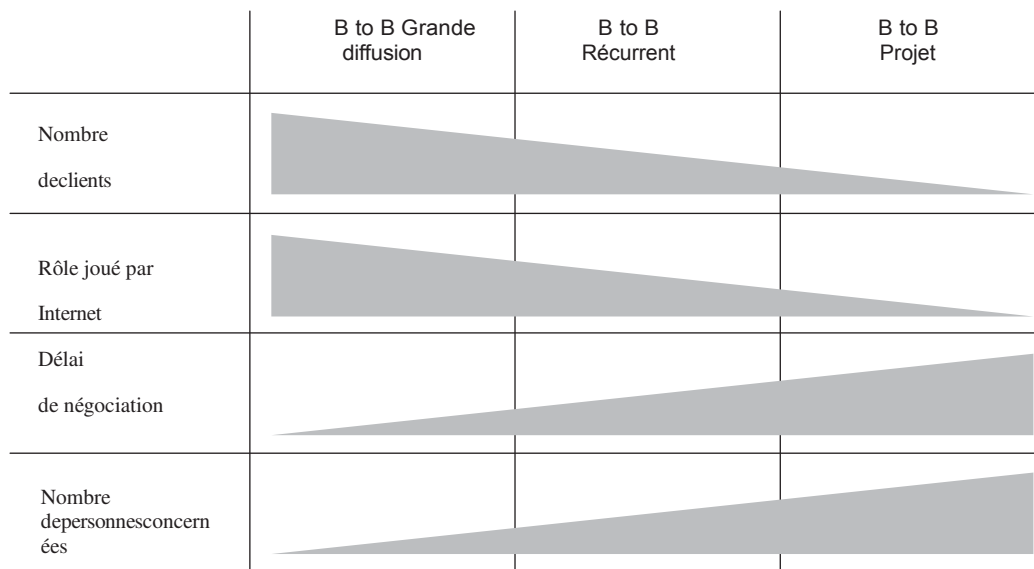 B to B Grande
diffusion
B to B
Récurrent
B to B
Projet
Nombre
declients
Rôle joué par
Internet
Délai
de négociation
Nombre
depersonnesconcern
ées